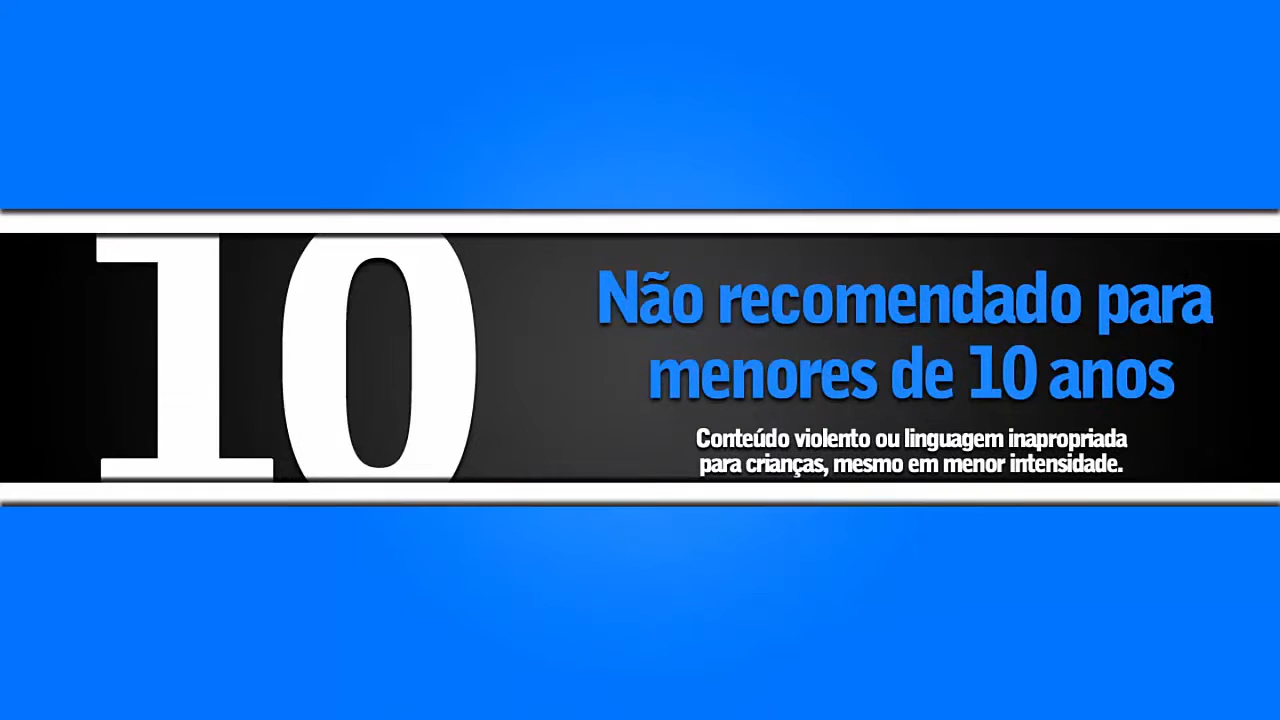 10
Não recomendado para
menores de 10 anos
Conteúdo violento ou linguagem inapropriada
para crianças, mesmo em menor intensidade.